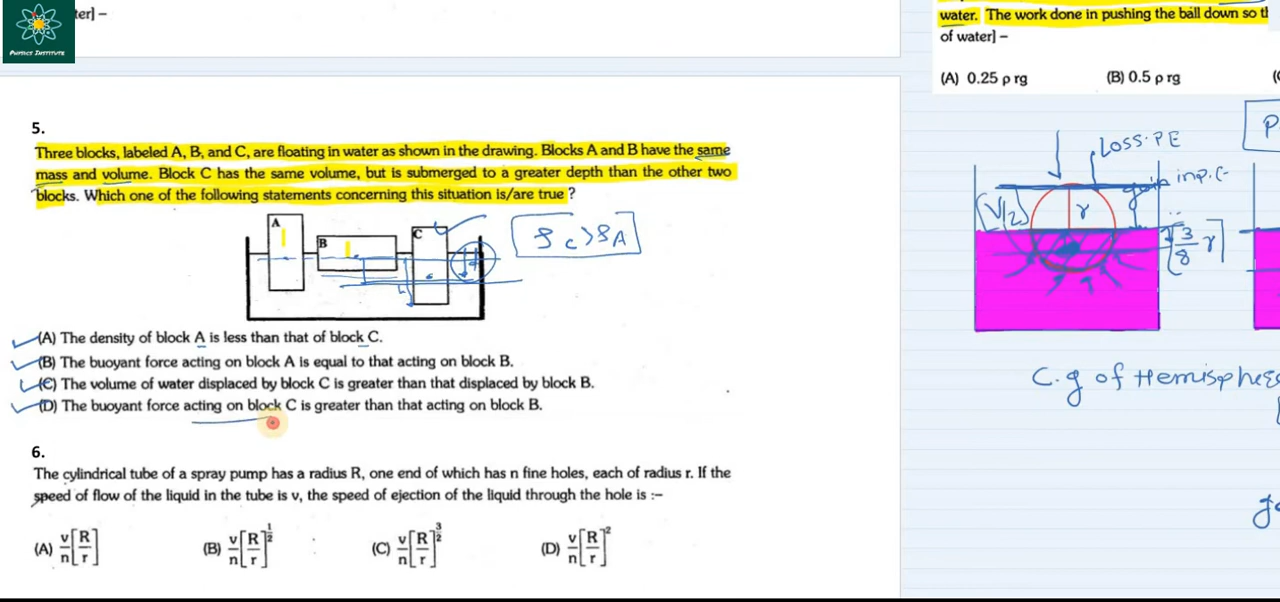 PHYSICS INSTITUTE
ter] –
5.
Three blocks, labeled A, B, and C, are floating in water as shown in the drawing. Blocks A and B have the same
mass and volume. Block C has the same volume, but is submerged to a greater depth than the other two
blocks. Which one of the following statements concerning this situation is/are true ?
A
B
C
ρ C > ρ A
(A) The density of block A is less than that of block C.
(B) The buoyant force acting on block A is equal to that acting on block B.
(C) The volume of water displaced by block C is greater than that displaced by block B.
(D) The buoyant force acting on block C is greater than that acting on block B.
6.
The cylindrical tube of a spray pump has a radius R, one end of which has n fine holes, each of radius r. If the
speed of flow of the liquid in the tube is v, the speed of ejection of the liquid through the hole is :–
(A) v/n [R/r]
(B) v/n [R/r]^1/2
(C) v/n [R/r]^3/2
(D) v/n [R/r]^2
water. The work done in pushing the ball down so t
of water] –
(A) 0.25 ρ rg
(B) 0.5 ρ rg
(
P
Loss. PE
gain in P.
(V/2)
r
3/8 r
C. g of Hemisphe